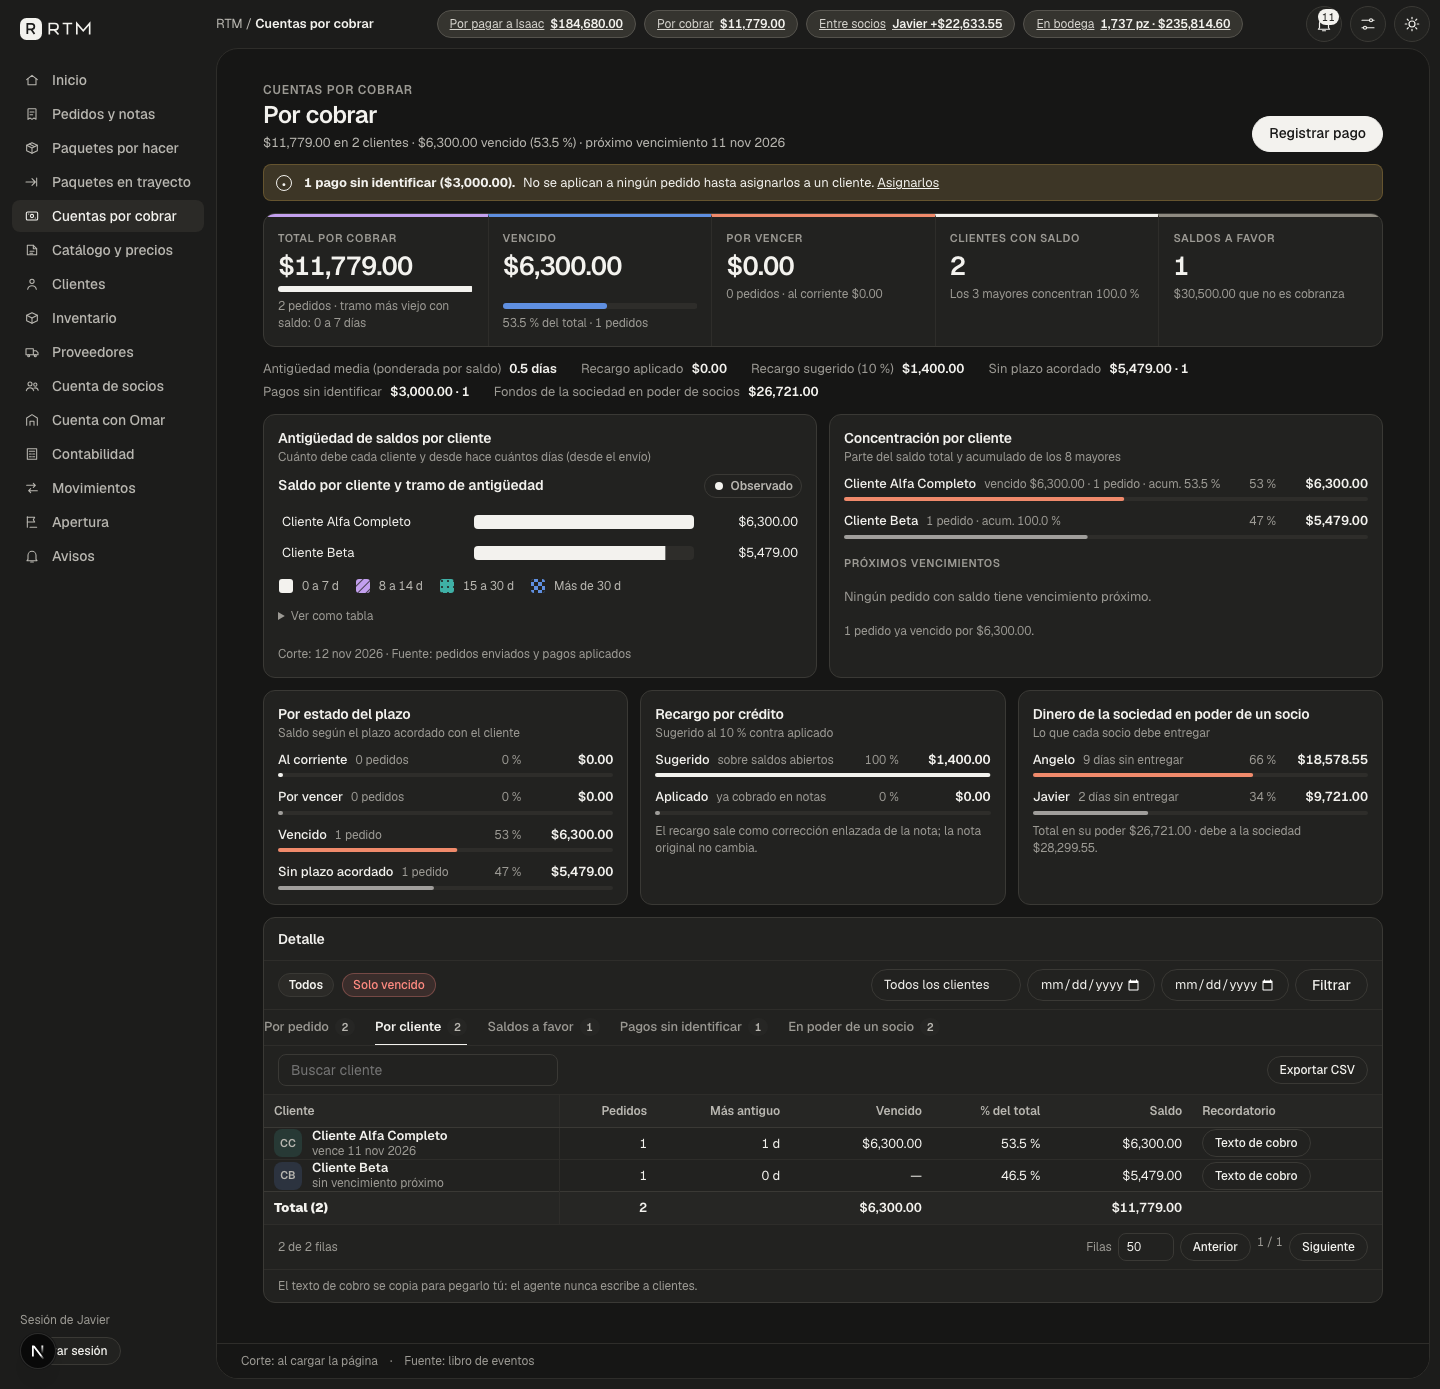 R RTM
RTM / Cuentas por cobrar
Por pagar a Isaac $184,680.00
Por cobrar $11,779.00
Entre socios Javier +$22,633.55
En bodega 1,737 pz · $235,814.60
11
Inicio
Pedidos y notas
Paquetes por hacer
Paquetes en trayecto
Cuentas por cobrar
Catálogo y precios
Clientes
Inventario
Proveedores
Cuenta de socios
Cuenta con Omar
Contabilidad
Movimientos
Apertura
Avisos
Sesión de Javier
N
ar sesión
CUENTAS POR COBRAR
Por cobrar
$11,779.00 en 2 clientes · $6,300.00 vencido (53.5 %) · próximo vencimiento 11 nov 2026
Registrar pago
1 pago sin identificar ($3,000.00). No se aplican a ningún pedido hasta asignarlos a un cliente. Asignarlos
TOTAL POR COBRAR
$11,779.00
2 pedidos · tramo más viejo con
saldo: 0 a 7 días
VENCIDO
$6,300.00
53.5 % del total · 1 pedidos
POR VENCER
$0.00
0 pedidos · al corriente $0.00
CLIENTES CON SALDO
2
Los 3 mayores concentran 100.0 %
SALDOS A FAVOR
1
$30,500.00 que no es cobranza
Antigüedad media (ponderada por saldo) 0.5 días Recargo aplicado $0.00 Recargo sugerido (10 %) $1,400.00 Sin plazo acordado $5,479.00 · 1
Pagos sin identificar $3,000.00 · 1 Fondos de la sociedad en poder de socios $26,721.00
Antigüedad de saldos por cliente
Cuánto debe cada cliente y desde hace cuántos días (desde el envío)
Saldo por cliente y tramo de antigüedad
Observado
Cliente Alfa Completo $6,300.00
Cliente Beta $5,479.00
0 a 7 d 8 a 14 d 15 a 30 d Más de 30 d
Ver como tabla
Corte: 12 nov 2026 · Fuente: pedidos enviados y pagos aplicados
Concentración por cliente
Parte del saldo total y acumulado de los 8 mayores
Cliente Alfa Completo vencido $6,300.00 · 1 pedido · acum. 53.5 % 53 % $6,300.00
Cliente Beta 1 pedido · acum. 100.0 % 47 % $5,479.00
PRÓXIMOS VENCIMIENTOS
Ningún pedido con saldo tiene vencimiento próximo.
1 pedido ya vencido por $6,300.00.
Por estado del plazo
Saldo según el plazo acordado con el cliente
Al corriente 0 pedidos 0 % $0.00
Por vencer 0 pedidos 0 % $0.00
Vencido 1 pedido 53 % $6,300.00
Sin plazo acordado 1 pedido 47 % $5,479.00
Recargo por crédito
Sugerido al 10 % contra aplicado
Sugerido sobre saldos abiertos 100 % $1,400.00
Aplicado ya cobrado en notas 0 % $0.00
El recargo sale como corrección enlazada de la nota; la nota
original no cambia.
Dinero de la sociedad en poder de un socio
Lo que cada socio debe entregar
Angelo 9 días sin entregar 66 % $18,578.55
Javier 2 días sin entregar 34 % $9,721.00
Total en su poder $26,721.00 · debe a la sociedad
$28,299.55.
Detalle
Todos Solo vencido
Todos los clientes mm/dd/yyyy mm/dd/yyyy Filtrar
Por pedido 2 Por cliente 2 Saldos a favor 1 Pagos sin identificar 1 En poder de un socio 2
Buscar cliente
Exportar CSV
Cliente Pedidos Más antiguo Vencido % del total Saldo Recordatorio
CC Cliente Alfa Completo 1 1 d $6,300.00 53.5 % $6,300.00 Texto de cobro
vence 11 nov 2026
CB Cliente Beta 1 0 d — 46.5 % $5,479.00 Texto de cobro
sin vencimiento próximo
Total (2) 2 $6,300.00 $11,779.00
2 de 2 filas
Filas 50 Anterior 1 / 1 Siguiente
El texto de cobro se copia para pegarlo tú: el agente nunca escribe a clientes.
Corte: al cargar la página · Fuente: libro de eventos